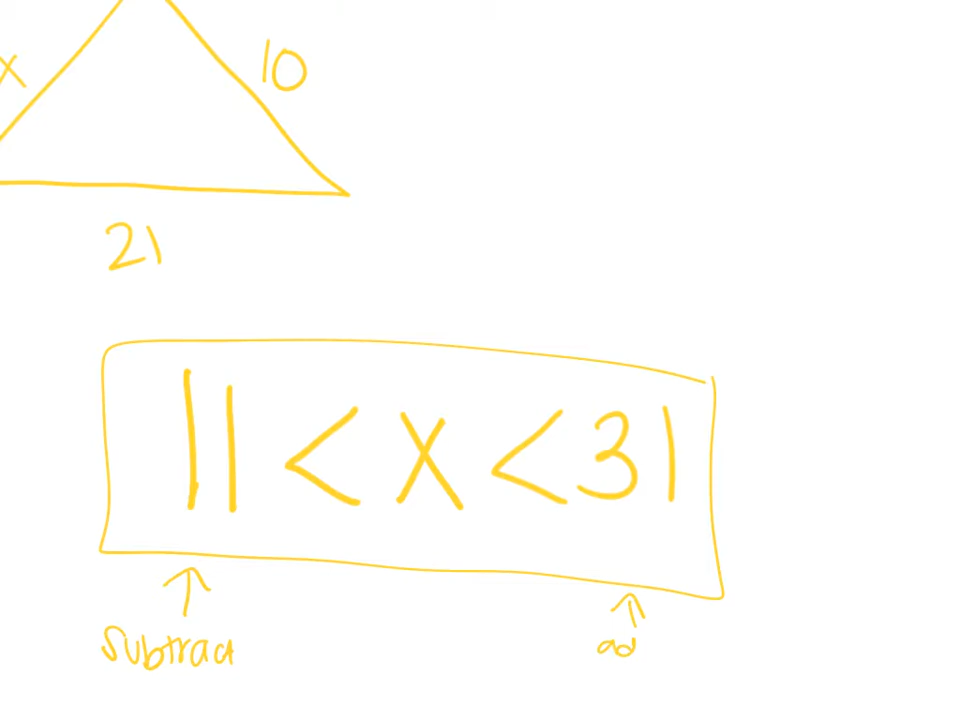 x 10
21
11 < x < 31
subtract ad